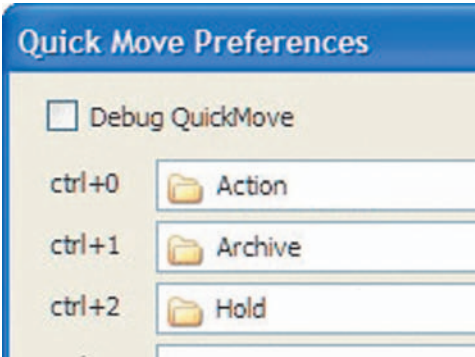 Quick Move Preferences
Debug QuickMove
ctrl+0 Action
ctrl+1 Archive
ctrl+2 Hold